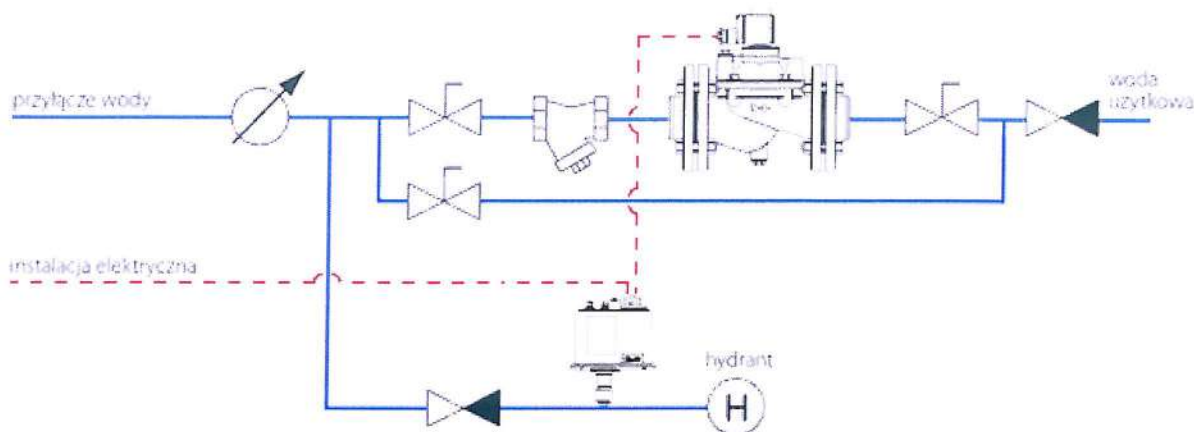 przyłącze wody
woda
użytkowa
instalacja elektryczna
hydrant
H